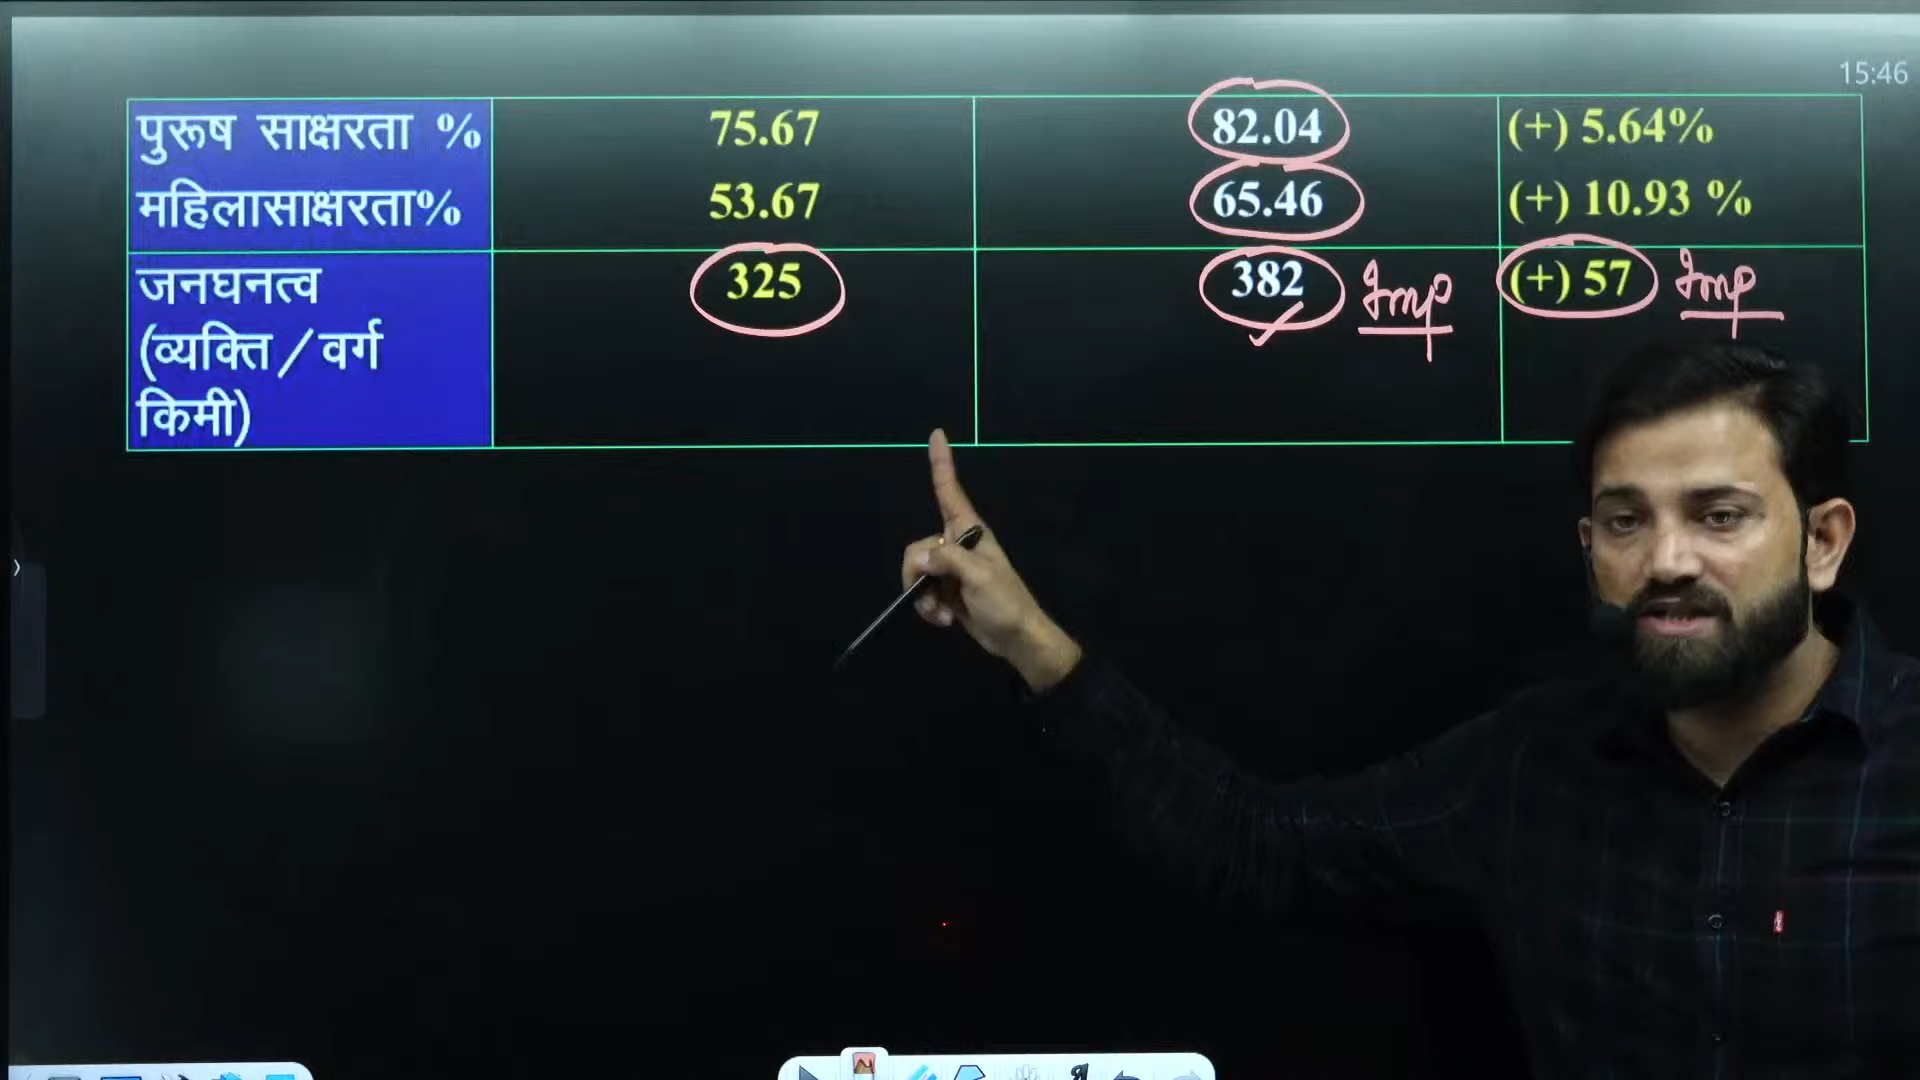 15:46
पुरूष साक्षरता % 75.67 82.04 (+) 5.64%
महिलासाक्षरता% 53.67 65.46 (+) 10.93 %
जनघनत्व 325 382 Imp (+) 57 Imp
(व्यक्ति / वर्ग
किमी)